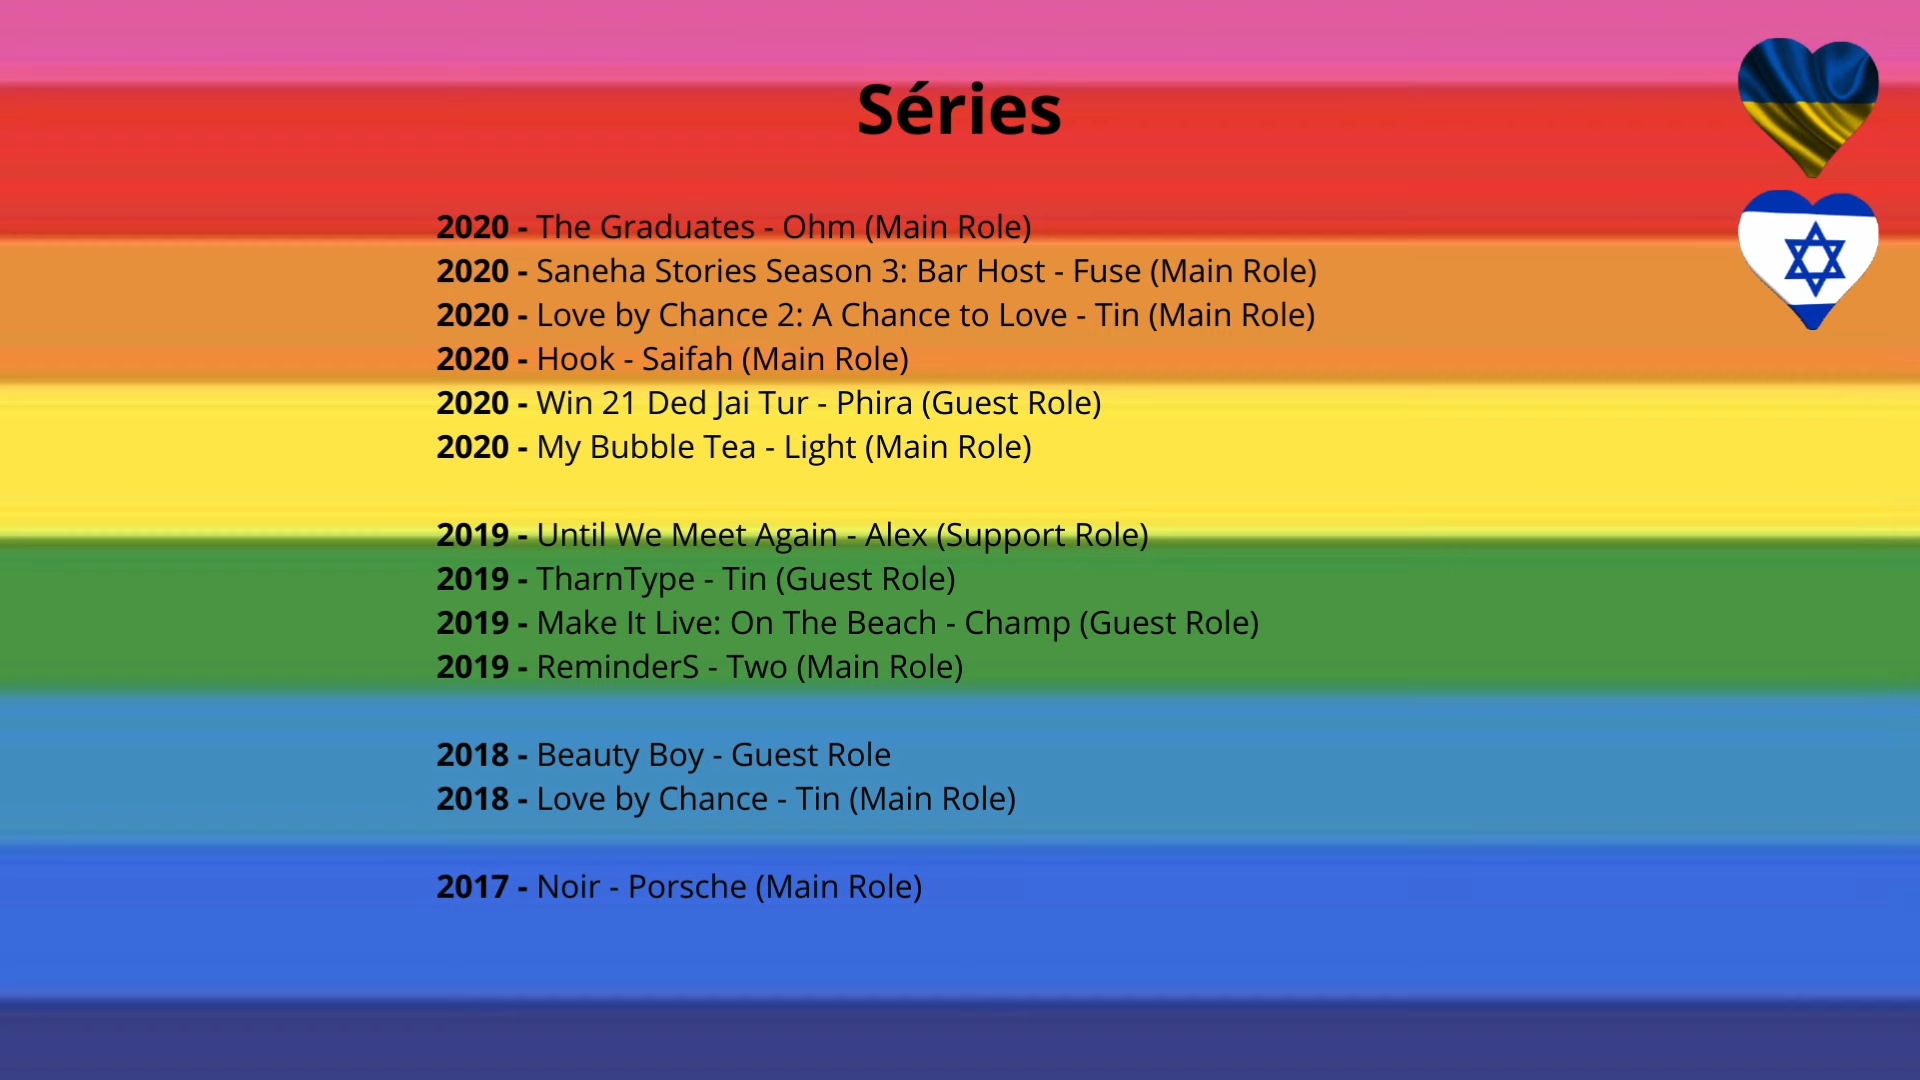 Séries
2020 - The Graduates - Ohm (Main Role)
2020 - Saneha Stories Season 3: Bar Host - Fuse (Main Role)
2020 - Love by Chance 2: A Chance to Love - Tin (Main Role)
2020 - Hook - Saifah (Main Role)
2020 - Win 21 Ded Jai Tur - Phira (Guest Role)
2020 - My Bubble Tea - Light (Main Role)
2019 - Until We Meet Again - Alex (Support Role)
2019 - TharnType - Tin (Guest Role)
2019 - Make It Live: On The Beach - Champ (Guest Role)
2019 - ReminderS - Two (Main Role)
2018 - Beauty Boy - Guest Role
2018 - Love by Chance - Tin (Main Role)
2017 - Noir - Porsche (Main Role)